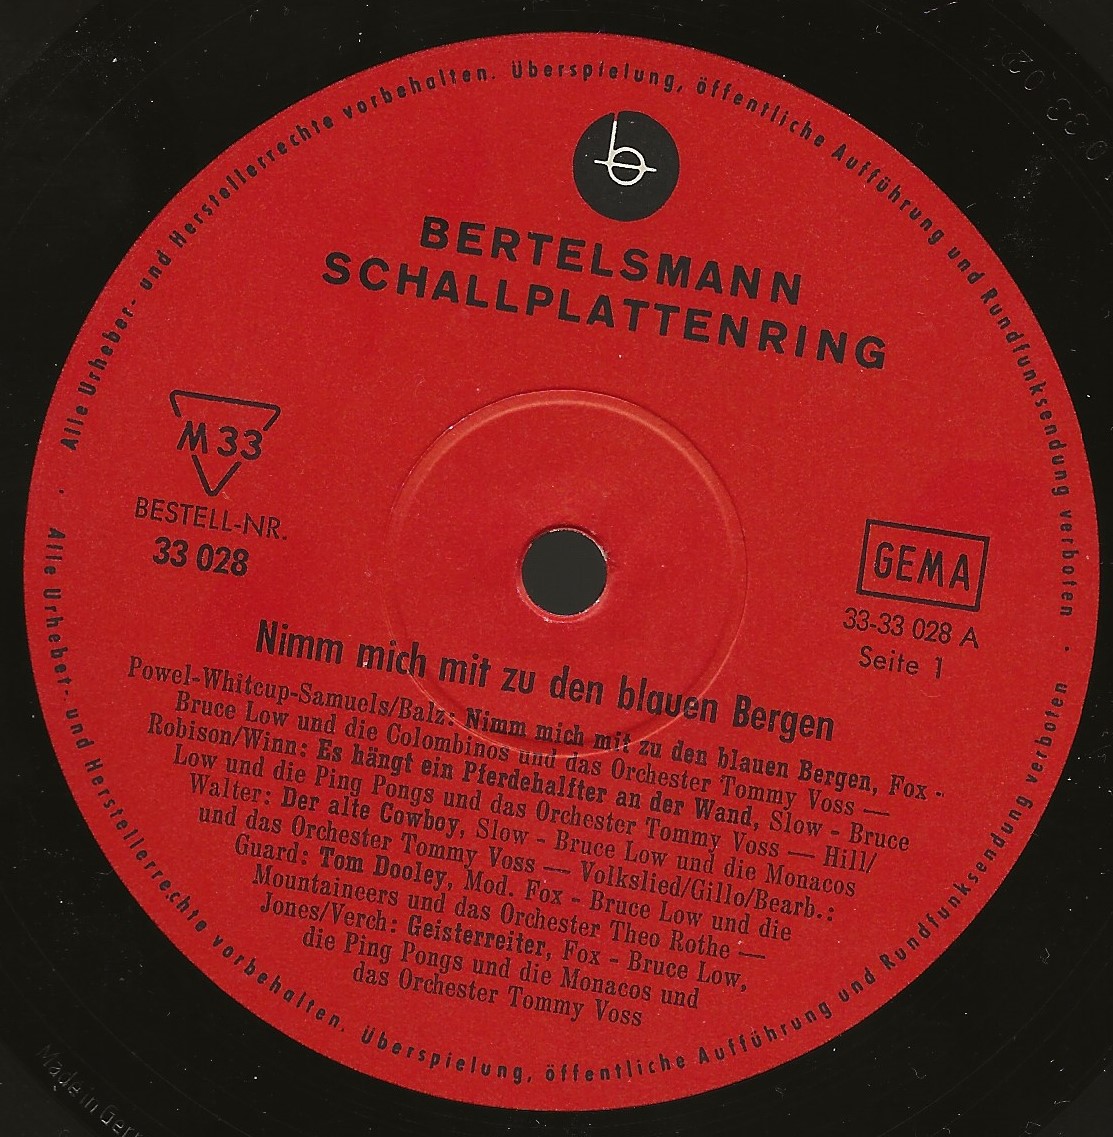 Alle Urheber- und Herstellerrechte vorbehalten. Überspielung, öffentliche Aufführung und Rundfunksendung verboten
b
BERTELSMANN
SCHALLPLATTENRING
M 33
BESTELL-NR.
33 028
GEMA
33-33 028 A
Seite 1
Nimm mich mit zu den blauen Bergen
Powel-Whitcup-Samuels/Balz: Nimm mich mit zu den blauen Bergen, Fox -
Bruce Low und die Colombinos und das Orchester Tommy Voss —
Robison/Winn: Es hängt ein Pferdehalfter an der Wand, Slow - Bruce
Low und die Ping Pongs und das Orchester Tommy Voss — Hill/
Walter: Der alte Cowboy, Slow - Bruce Low und die Monacos
und das Orchester Tommy Voss — Volkslied/Gillo/Bearb.:
Guard: Tom Dooley, Mod. Fox - Bruce Low und die
Mountaineers und das Orchester Theo Rothe —
Jones/Verch: Geisterreiter, Fox - Bruce Low,
die Ping Pongs und die Monacos und
das Orchester Tommy Voss
· Alle Urheber- und Herstellerrechte vorbehalten. Überspielung, öffentliche Aufführung und Rundfunksendung verboten ·
Made in Ger